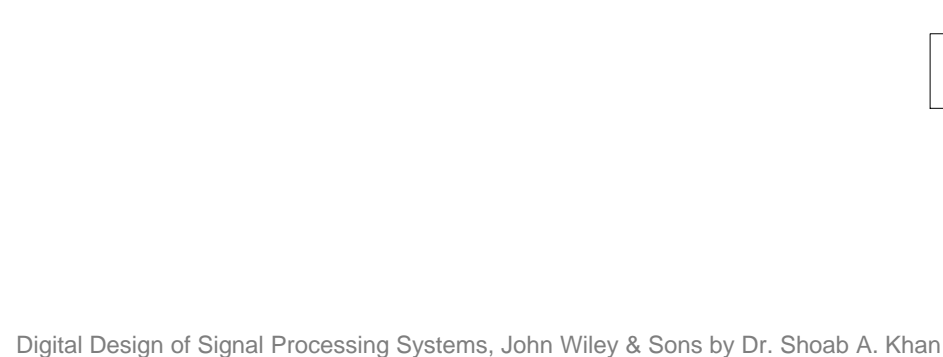 Digital Design of Signal Processing Systems, John Wiley & Sons by Dr. Shoab A. Khan